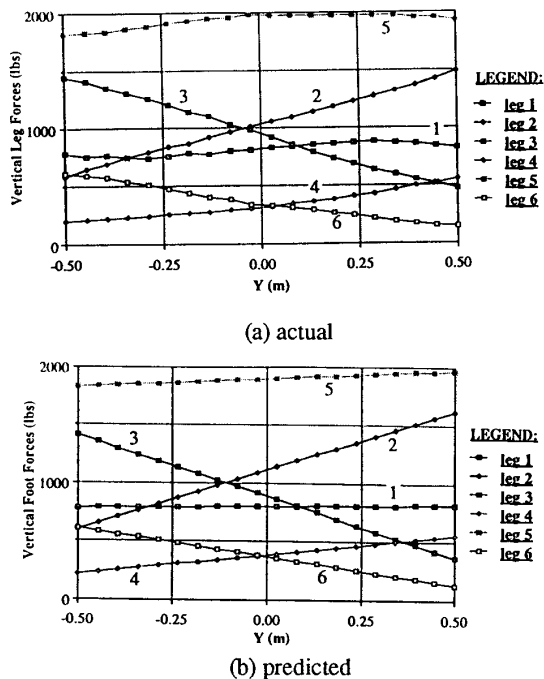 2000
1000
0
Vertical Leg Forces (lbs)
5
3
2
1
4
6
-0.50
-0.25
0.00
0.25
0.50
Y (m)
LEGEND:
leg 1
leg 2
leg 3
leg 4
leg 5
leg 6
(a) actual
2000
1000
0
Vertical Foot Forces (lbs)
5
3
2
1
4
6
-0.50
-0.25
0.00
0.25
0.50
Y (m)
LEGEND:
leg 1
leg 2
leg 3
leg 4
leg 5
leg 6
(b) predicted